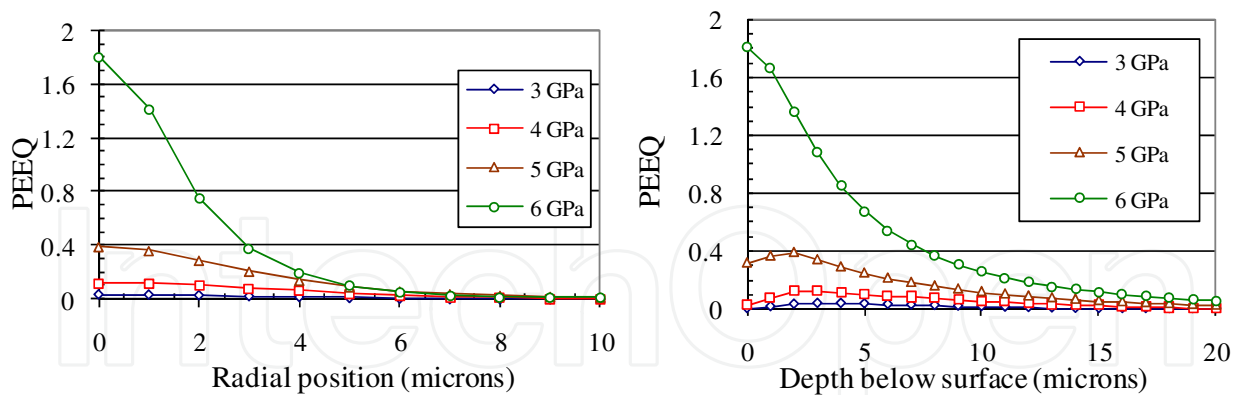 2
1.6
1.2
0.8
0.4
0
PEEQ
3 GPa
4 GPa
5 GPa
6 GPa
0 2 4 6 8 10
Radial position (microns)
2
1.6
1.2
0.8
0.4
0
PEEQ
3 GPa
4 GPa
5 GPa
6 GPa
0 5 10 15 20
Depth below surface (microns)
InTechOpen